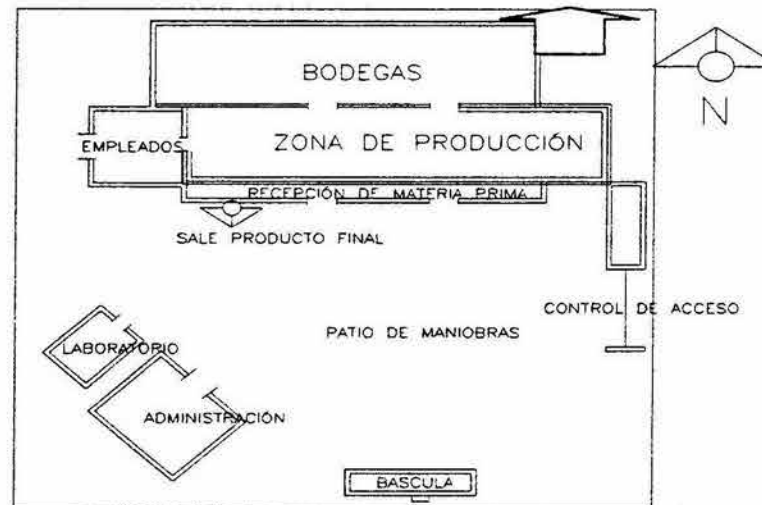 BODEGAS
N
EMPLEADOS
ZONA DE PRODUCCIÓN
RECEPCIÓN DE MATERIA PRIMA
SALE PRODUCTO FINAL
CONTROL DE ACCESO
PATIO DE MANIOBRAS
LABORATORIO
ADMINISTRACIÓN
BASCULA